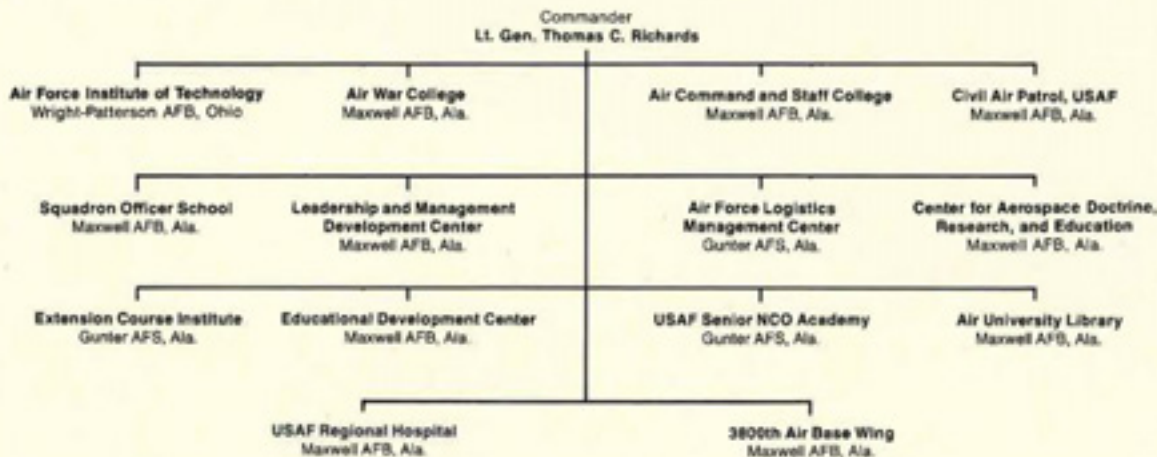 Commander
Lt. Gen. Thomas C. Richards
Air Force Institute of Technology
Wright-Patterson AFB, Ohio
Air War College
Maxwell AFB, Ala.
Air Command and Staff College
Maxwell AFB, Ala.
Civil Air Patrol, USAF
Maxwell AFB, Ala.
Squadron Officer School
Maxwell AFB, Ala.
Leadership and Management
Development Center
Maxwell AFB, Ala.
Air Force Logistics
Management Center
Gunter AFS, Ala.
Center for Aerospace Doctrine,
Research, and Education
Maxwell AFB, Ala.
Extension Course Institute
Gunter AFS, Ala.
Educational Development Center
Maxwell AFB, Ala.
USAF Senior NCO Academy
Gunter AFS, Ala.
Air University Library
Maxwell AFB, Ala.
USAF Regional Hospital
Maxwell AFB, Ala.
3800th Air Base Wing
Maxwell AFB, Ala.